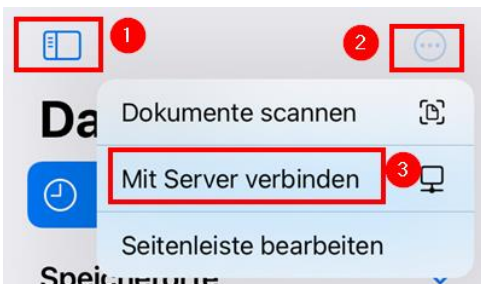 1
2
Da
Dokumente scannen
Mit Server verbinden
3
Seitenleiste bearbeiten